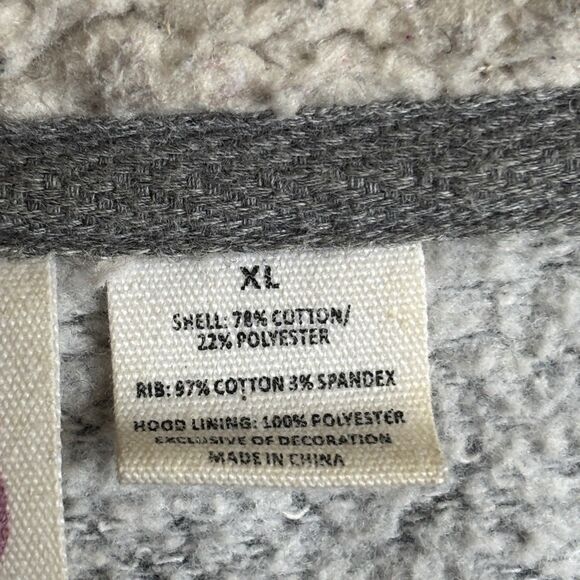 XL
SHELL: 78% COTTON/
22% POLYESTER
RIB: 97% COTTON 3% SPANDEX
HOOD LINING: 100% POLYESTER
EXCLUSIVE OF DECORATION
MADE IN CHINA